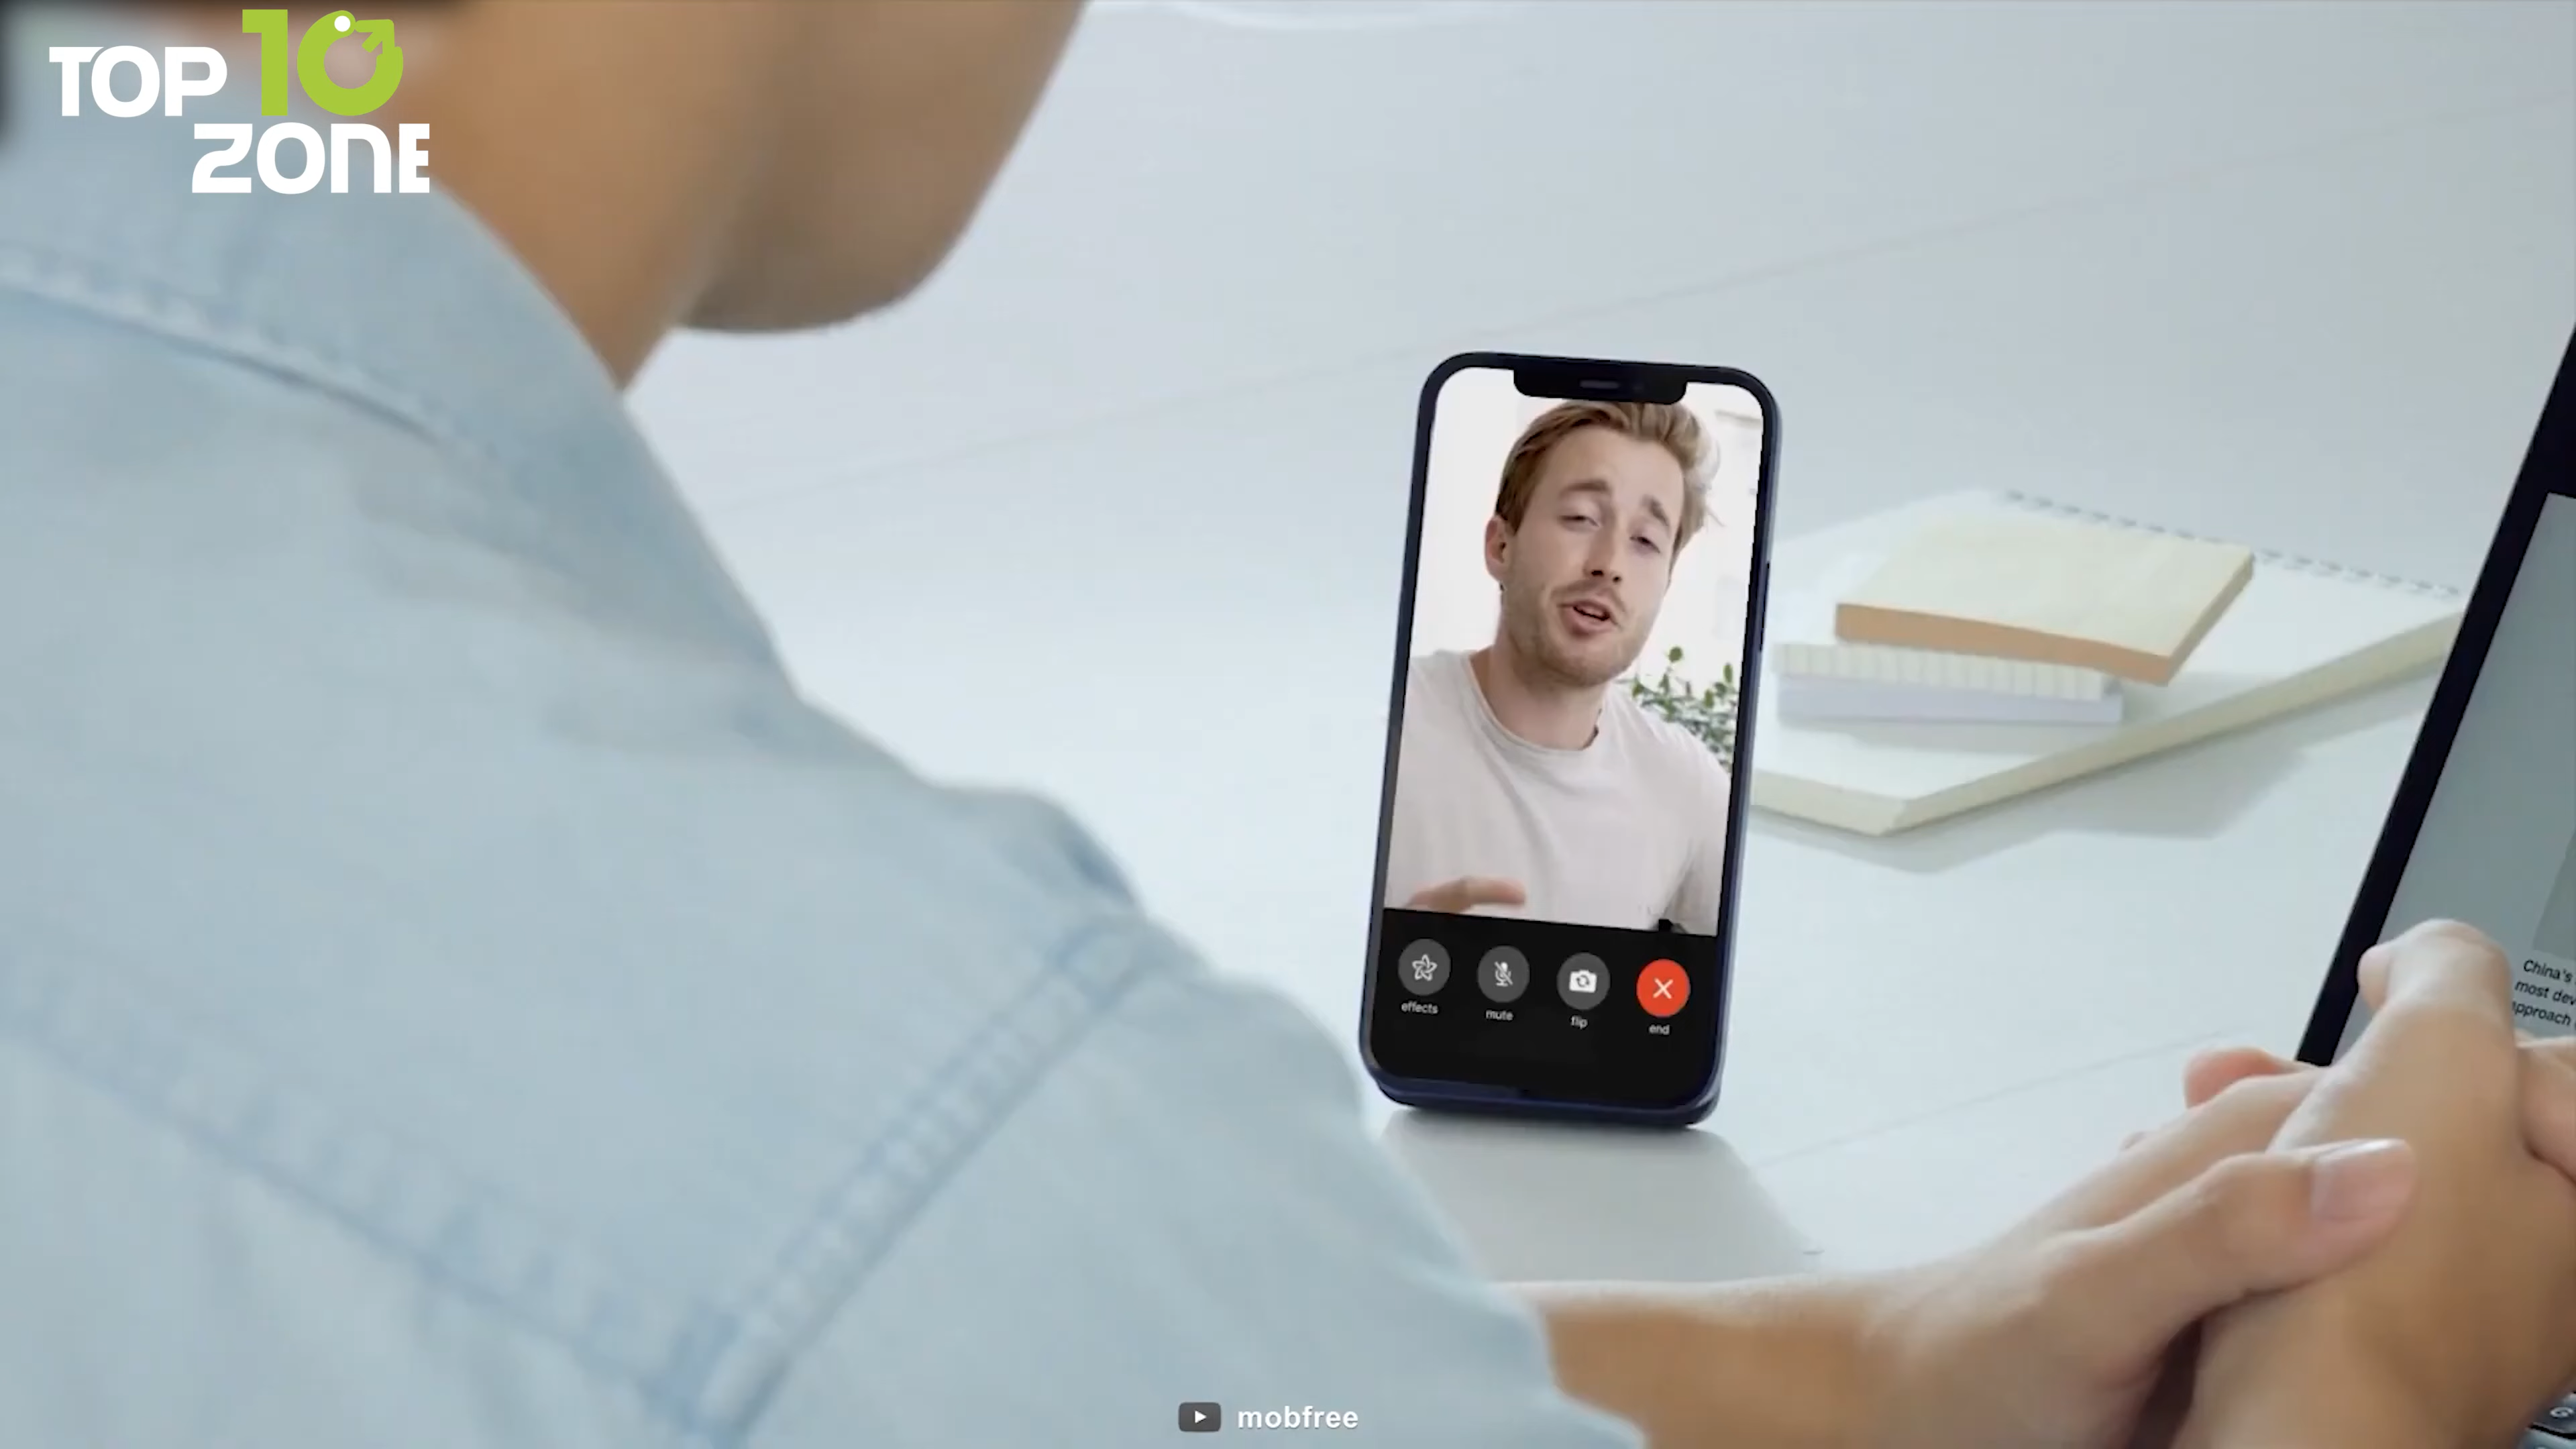 TOP 10
ZONE
effects
mute
flip
end
China's
most dev
approach
mobfree